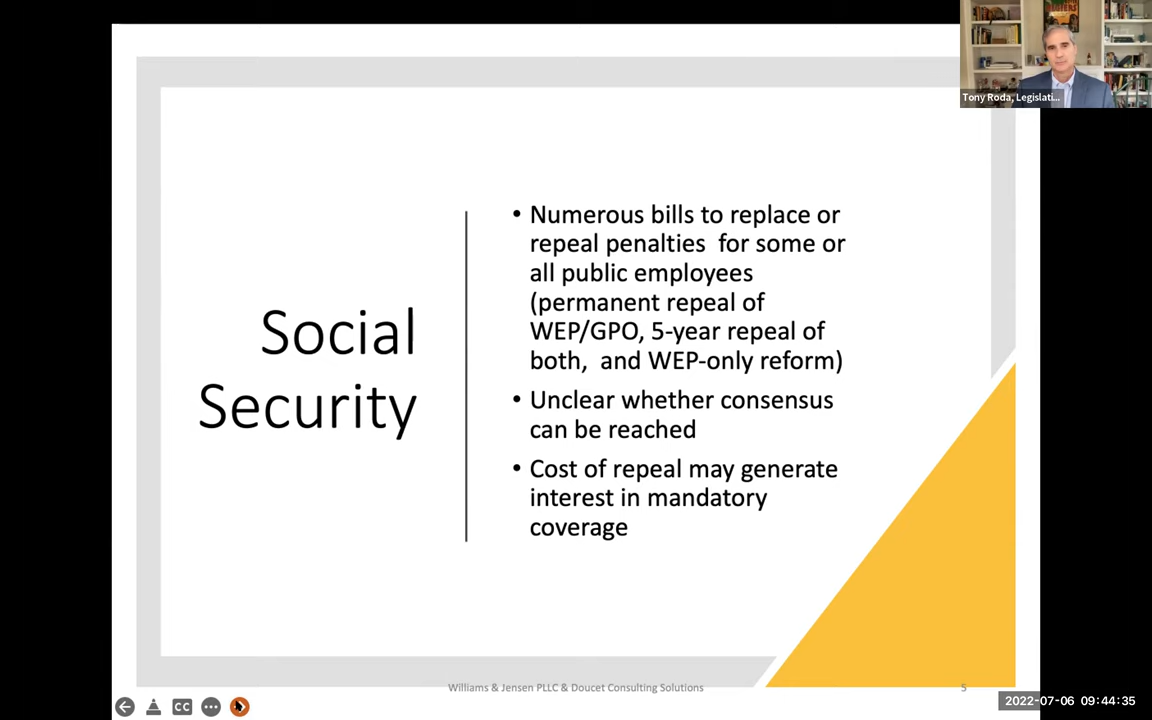 Tony Roda, Legislati...
Social
Security
• Numerous bills to replace or
repeal penalties  for some or
all public employees
(permanent repeal of
WEP/GPO, 5-year repeal of
both,  and WEP-only reform)
• Unclear whether consensus
can be reached
• Cost of repeal may generate
interest in mandatory
coverage
Williams & Jensen PLLC & Doucet Consulting Solutions
5
CC
2022-07-06 09:44:35